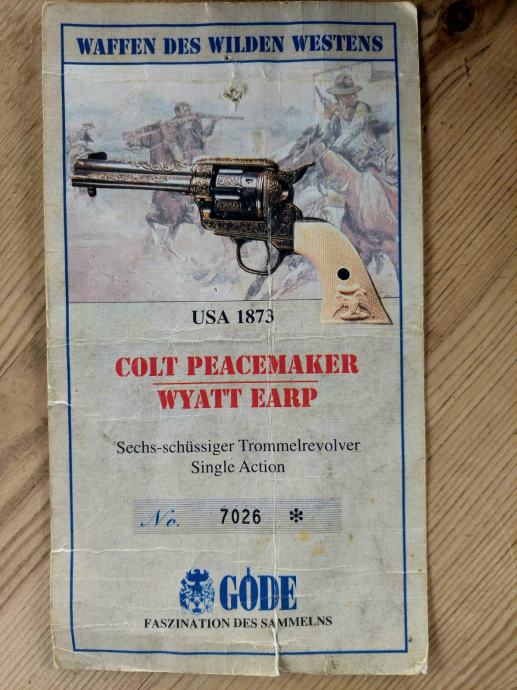 WAFFEN DES WILDEN WESTENS
USA 1873
COLT PEACEMAKER
WYATT EARP
Sechs-schüssiger Trommelrevolver
Single Action
No. 7026 *
GÖDE
FASZINATION DES SAMMELNS